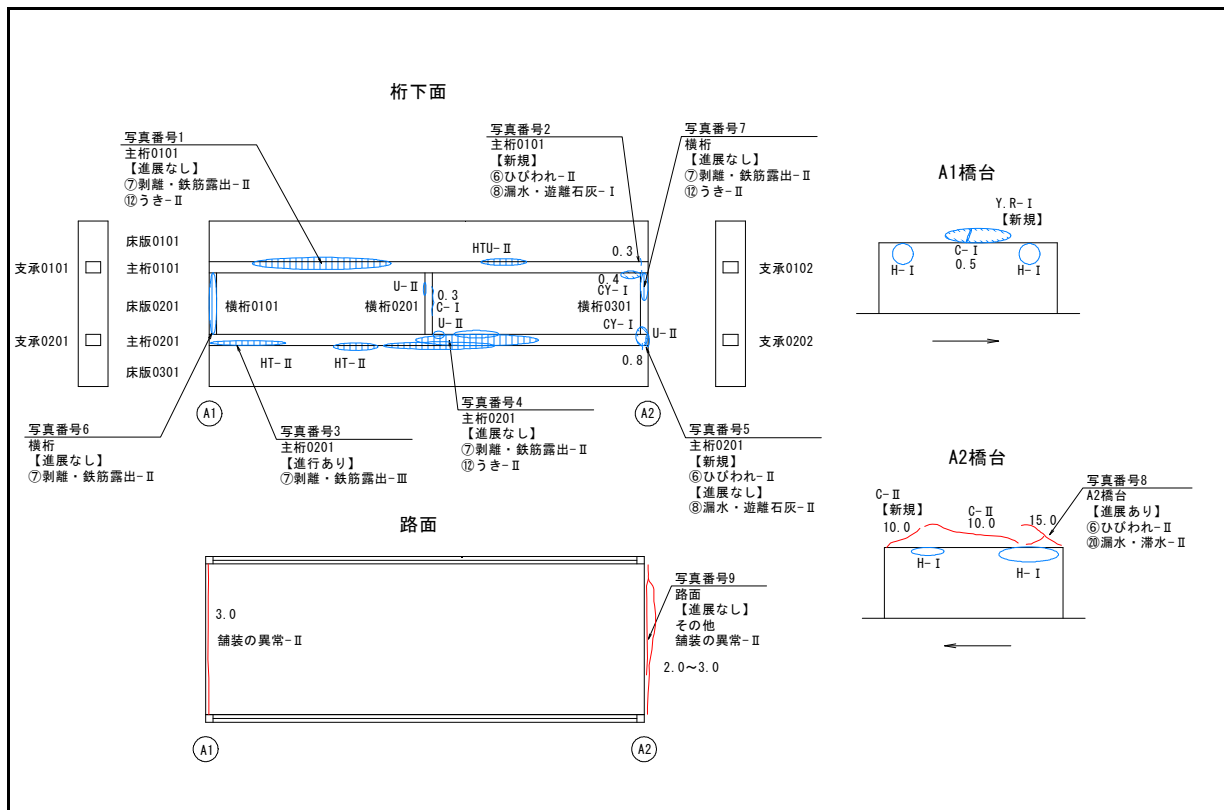 桁下面
写真番号1
主桁0101
【進展なし】
⑦剥離・鉄筋露出-Ⅱ
⑫うき-Ⅱ
写真番号2
主桁0101
【新規】
⑥ひびわれ-Ⅱ
⑧漏水・遊離石灰-Ⅰ
写真番号7
横桁
【進展なし】
⑦剥離・鉄筋露出-Ⅱ
⑫うき-Ⅱ
支承0101
支承0201
床版0101
主桁0101
床版0201
主桁0201
床版0301
横桁0101
横桁0201
横桁0301
HTU-Ⅱ
0.3
0.4
CY-Ⅰ
U-Ⅱ
0.3
C-Ⅰ
U-Ⅱ
CY-Ⅰ
U-Ⅱ
HT-Ⅱ
HT-Ⅱ
0.8
支承0102
支承0202
A1
A2
写真番号6
横桁
【進展なし】
⑦剥離・鉄筋露出-Ⅱ
写真番号3
主桁0201
【進行あり】
⑦剥離・鉄筋露出-Ⅲ
写真番号4
主桁0201
【進展なし】
⑦剥離・鉄筋露出-Ⅱ
⑫うき-Ⅱ
写真番号5
主桁0201
【新規】
⑥ひびわれ-Ⅱ
【進展なし】
⑧漏水・遊離石灰-Ⅱ
路面
3.0
舗装の異常-Ⅱ
写真番号9
路面
【進展なし】
その他
舗装の異常-Ⅱ
2.0～3.0
A1
A2
A1橋台
Y.R-Ⅰ
【新規】
C-Ⅰ
0.5
H-Ⅰ
H-Ⅰ
A2橋台
C-Ⅱ
【新規】
10.0
C-Ⅱ
10.0
15.0
写真番号8
A2橋台
【進展あり】
⑥ひびわれ-Ⅱ
⑳漏水・滞水-Ⅱ
H-Ⅰ
H-Ⅰ